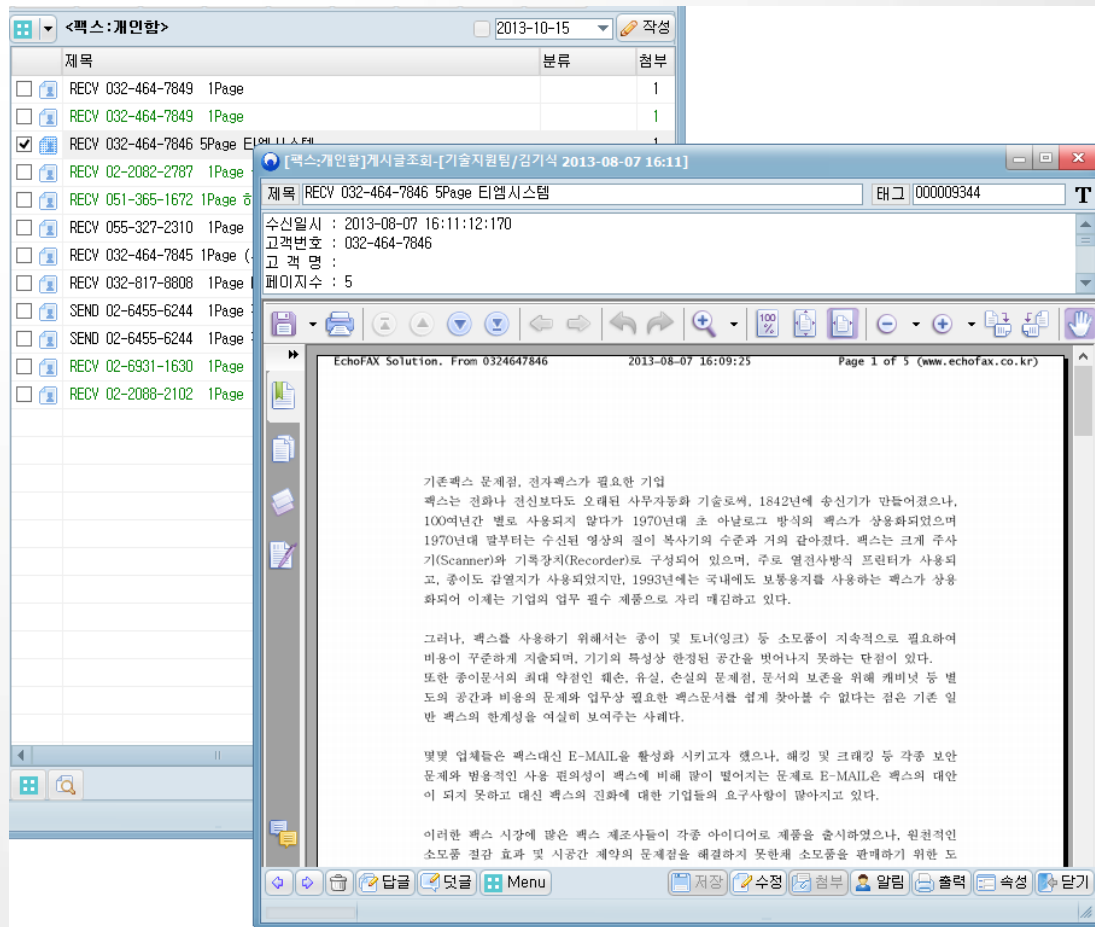 <팩스:개인함>
2013-10-15
작성
제목 분류 첨부
RECV 032-464-7849 1Page 1
RECV 032-464-7849 1Page 1
RECV 032-464-7846 5Page 티엠시스템 1
RECV 02-2082-2787 1Page
RECV 051-365-1672 1Page
RECV 055-327-2310 1Page
RECV 032-464-7845 1Page (
RECV 032-817-8808 1Page
SEND 02-6455-6244 1Page
SEND 02-6455-6244 1Page
RECV 02-6931-1630 1Page
RECV 02-2088-2102 1Page
[팩스:개인함]게시글조회-[기술지원팀/김기식 2013-08-07 16:11]
제목 RECV 032-464-7846 5Page 티엠시스템 태그 000009344 T
수신일시 : 2013-08-07 16:11:12:170
고객번호 : 032-464-7846
고 객 명 :
페이지수 : 5
100 %
EchoFAX Solution. From 0324647846 2013-08-07 16:09:25 Page 1 of 5 (www.echofax.co.kr)
기존팩스 문제점, 전자팩스가 필요한 기업
팩스는 전화나 전신보다도 오래된 사무자동화 기술로써, 1842년에 송신기가 만들어졌으나,
100여년간 별로 사용되지 않다가 1970년대 초 아날로그 방식의 팩스가 상용화되었으며
1970년대 말부터는 수신된 영상의 질이 복사기의 수준과 거의 같아졌다. 팩스는 크게 주사
기(Scanner)와 기록장치(Recorder)로 구성되어 있으며, 주로 열전사방식 프린터가 사용되
고, 종이도 감열지가 사용되었지만, 1993년에는 국내에도 보통용지를 사용하는 팩스가 상용
화되어 이제는 기업의 업무 필수 제품으로 자리 매김하고 있다.
그러나, 팩스를 사용하기 위해서는 종이 및 토너(잉크) 등 소모품이 지속적으로 필요하여
비용이 꾸준하게 지출되며, 기기의 특성상 한정된 공간을 벗어나지 못하는 단점이 있다.
또한 종이문서의 최대 약점인 훼손, 유실, 손실의 문제점, 문서의 보존을 위해 캐비넷 등 별
도의 공간과 비용의 문제와 업무상 필요한 팩스문서를 쉽게 찾아볼 수 없다는 점은 기존 일
반 팩스의 한계성을 여실히 보여주는 사례다.
몇몇 업체들은 팩스대신 E-MAIL을 활성화 시키고자 했으나, 해킹 및 크래킹 등 각종 보안
문제와 범용적인 사용 편의성이 팩스에 비해 많이 떨어지는 문제로 E-MAIL은 팩스의 대안
이 되지 못하고 대신 팩스의 진화에 대한 기업들의 요구사항이 많아지고 있다.
이러한 팩스 시장에 많은 팩스 제조사들이 각종 아이디어로 제품을 출시하였으나, 원천적인
소모품 절감 효과 및 시공간 제약의 문제점을 해결하지 못한채 소모품을 판매하기 위한 도
답글 덧글 Menu 저장 수정 첨부 알림 출력 속성 닫기